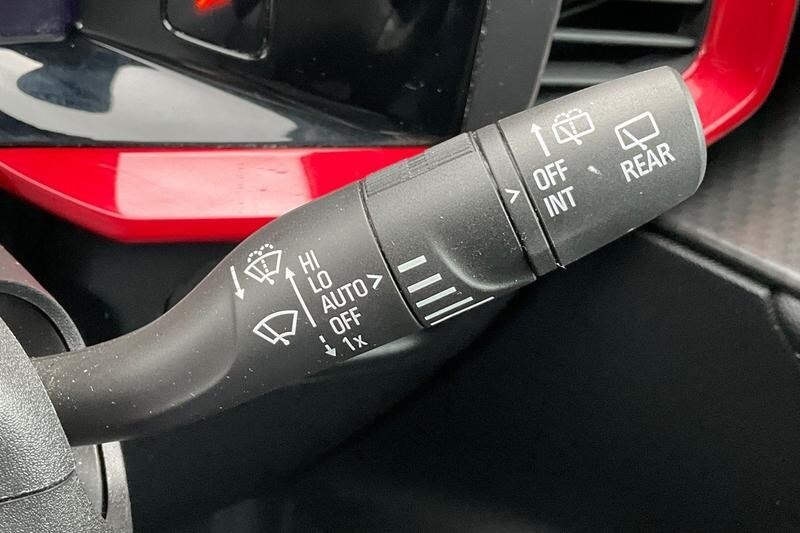 HI
LO
AUTO
OFF
1x
OFF
INT
REAR